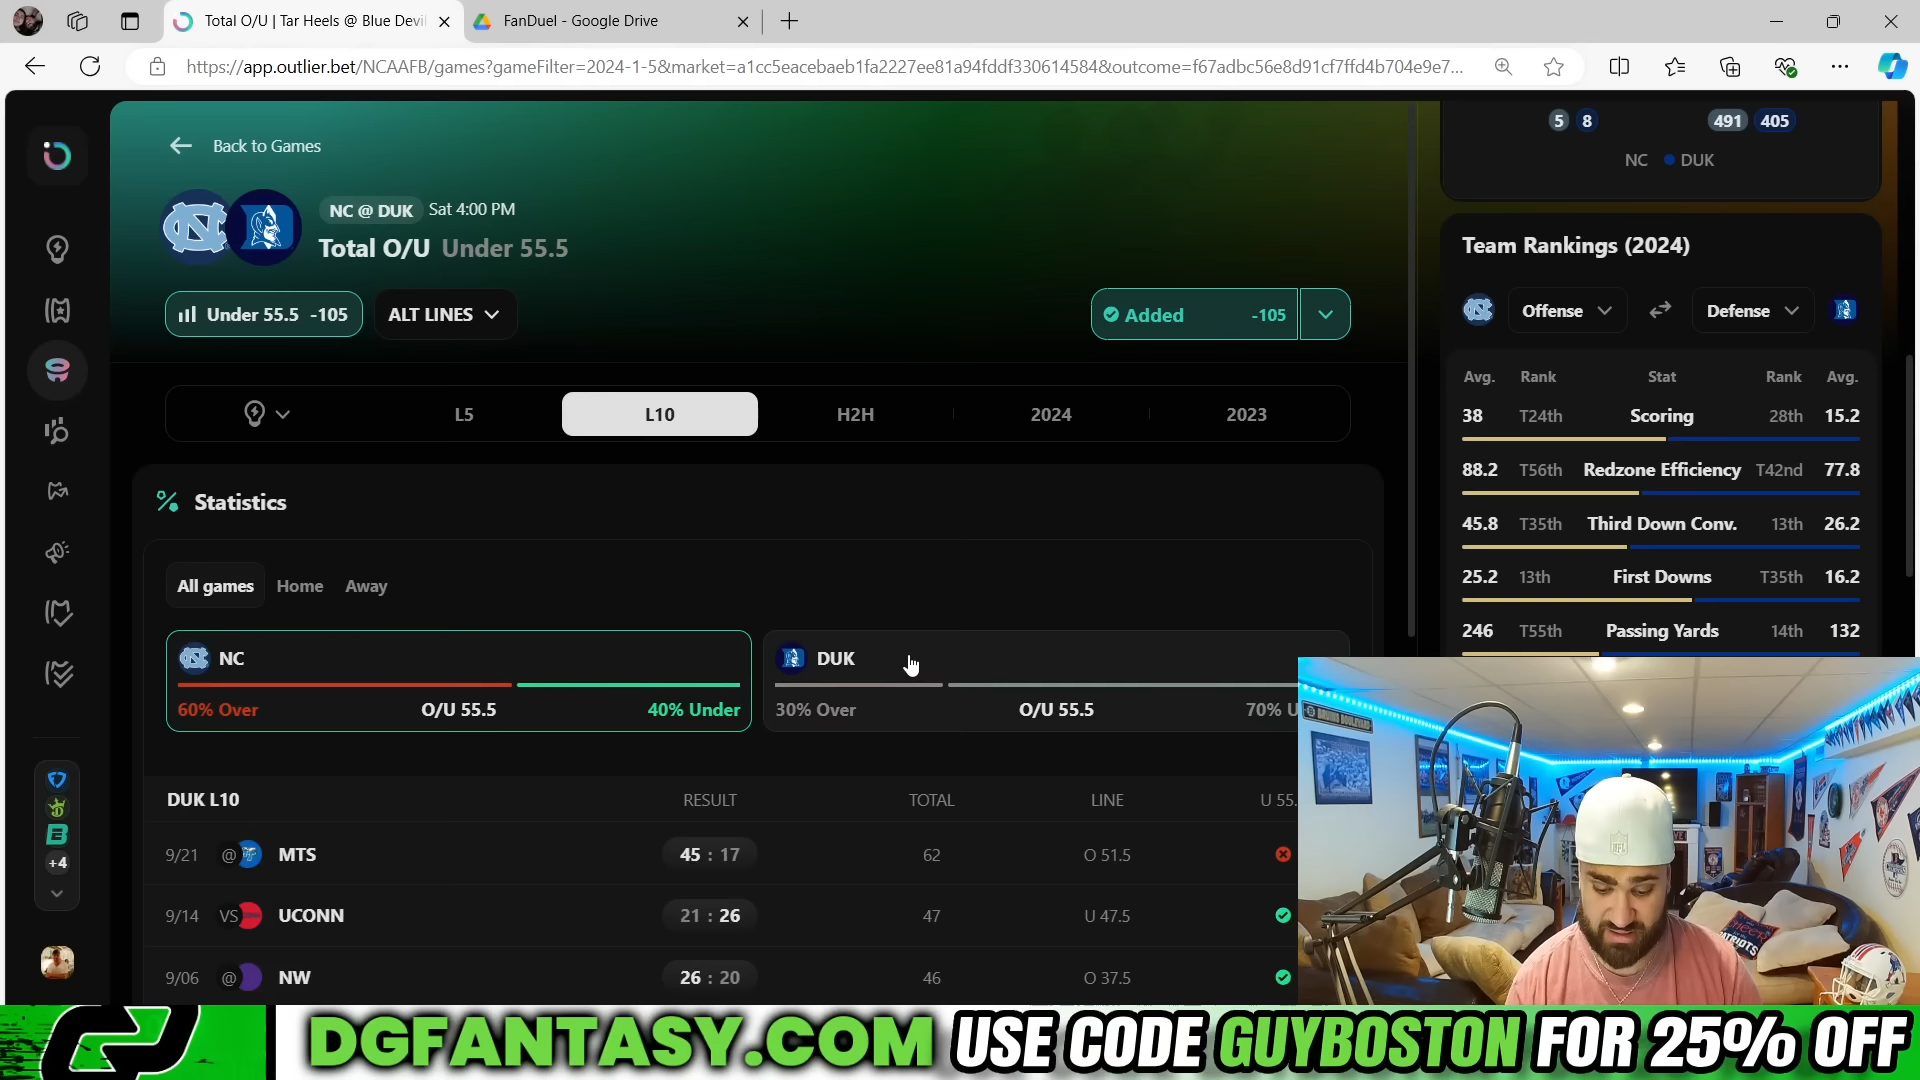 Total O/U | Tar Heels @ Blue Devil
FanDuel - Google Drive
https://app.outlier.bet/NCAAFB/games?gameFilter=2024-1-5&market=a1cc5eacebaeb1fa2227ee81a94fddf330614584&outcome=f67adbc56e8d91cf7ffd4b704e9e7...
Back to Games
NC @ DUK Sat 4:00 PM
Total O/U Under 55.5
Under 55.5 -105
ALT LINES
Added -105
L5
L10
H2H
2024
2023
Statistics
All games
Home
Away
NC
60% Over
O/U 55.5
40% Under
DUK
30% Over
O/U 55.5
70% U
DUK L10 RESULT TOTAL LINE U 55.
9/21 @ MTS 45 : 17 62 O 51.5
9/14 VS UCONN 21 : 26 47 U 47.5
9/06 @ NW 26 : 20 46 O 37.5
+4
5 8 491 405
NC DUK
Team Rankings (2024)
Offense
Defense
Avg. Rank Stat Rank Avg.
38 T24th Scoring 28th 15.2
88.2 T56th Redzone Efficiency T42nd 77.8
45.8 T35th Third Down Conv. 13th 26.2
25.2 13th First Downs T35th 16.2
246 T55th Passing Yards 14th 132
BRUINS BOULEVARD
PATRIOTS
NFL
DGFANTASY.COM USE CODE GUYBOSTON FOR 25% OFF